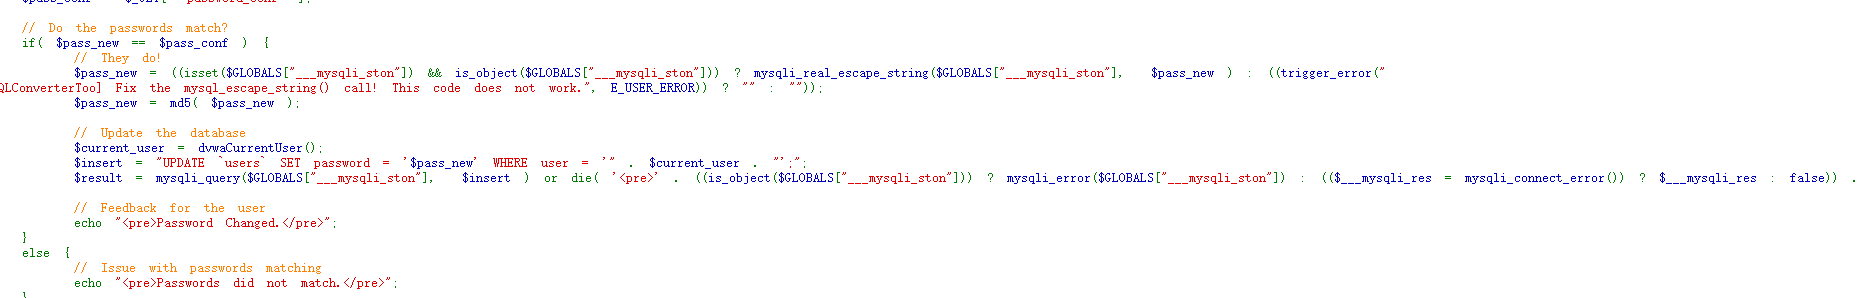 // Do the passwords match?
if( $pass_new == $pass_conf ) {
// They do!
$pass_new = ((isset($GLOBALS["___mysqli_ston"]) && is_object($GLOBALS["___mysqli_ston"])) ? mysqli_real_escape_string($GLOBALS["___mysqli_ston"], $pass_new ) : ((trigger_error("
QLConverterToo] Fix the mysql_escape_string() call! This code does not work.", E_USER_ERROR)) ? "" : ""));
$pass_new = md5( $pass_new );
// Update the database
$current_user = dvwaCurrentUser();
$insert = "UPDATE `users` SET password = '$pass_new' WHERE user = '" . $current_user . "';";
$result = mysqli_query($GLOBALS["___mysqli_ston"], $insert ) or die( '<pre>' . ((is_object($GLOBALS["___mysqli_ston"])) ? mysqli_error($GLOBALS["___mysqli_ston"]) : (($___mysqli_res = mysqli_connect_error()) ? $___mysqli_res : false)) .
// Feedback for the user
echo "<pre>Password Changed.</pre>";
}
else {
// Issue with passwords matching
echo "<pre>Passwords did not match.</pre>";
}